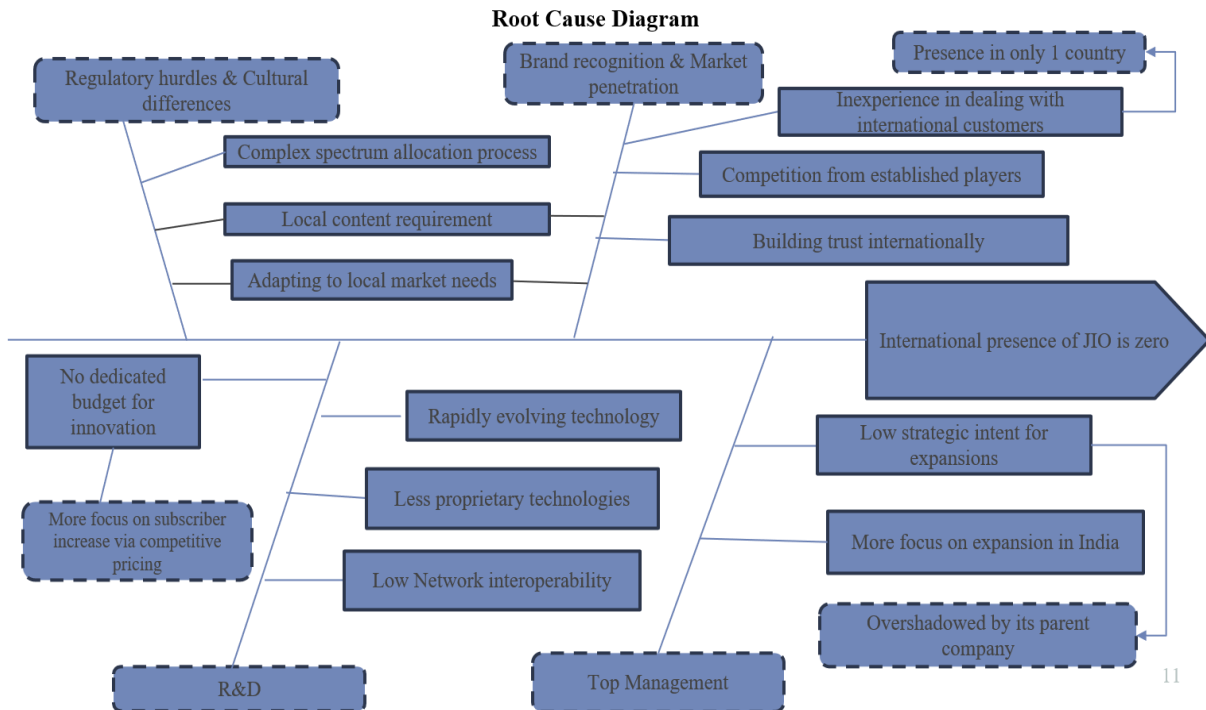 Root Cause Diagram
Regulatory hurdles & Cultural
differences
Brand recognition & Market
penetration
Presence in only 1 country
Inexperience in dealing with
international customers
Complex spectrum allocation process
Competition from established players
Local content requirement
Building trust internationally
Adapting to local market needs
International presence of JIO is zero
No dedicated
budget for
innovation
Rapidly evolving technology
Low strategic intent for
expansions
More focus on subscriber
increase via competitive
pricing
Less proprietary technologies
More focus on expansion in India
Low Network interoperability
Overshadowed by its parent
company
R&D
Top Management
11